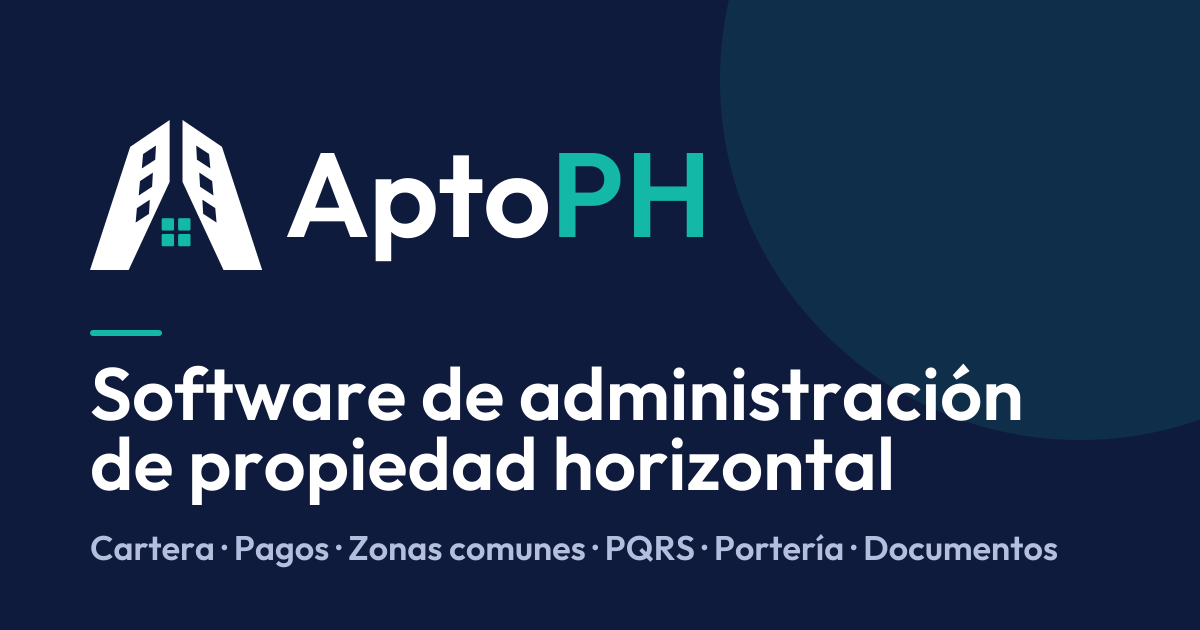 AptoPH
Software de administración
de propiedad horizontal
Cartera · Pagos · Zonas comunes · PQRS · Portería · Documentos